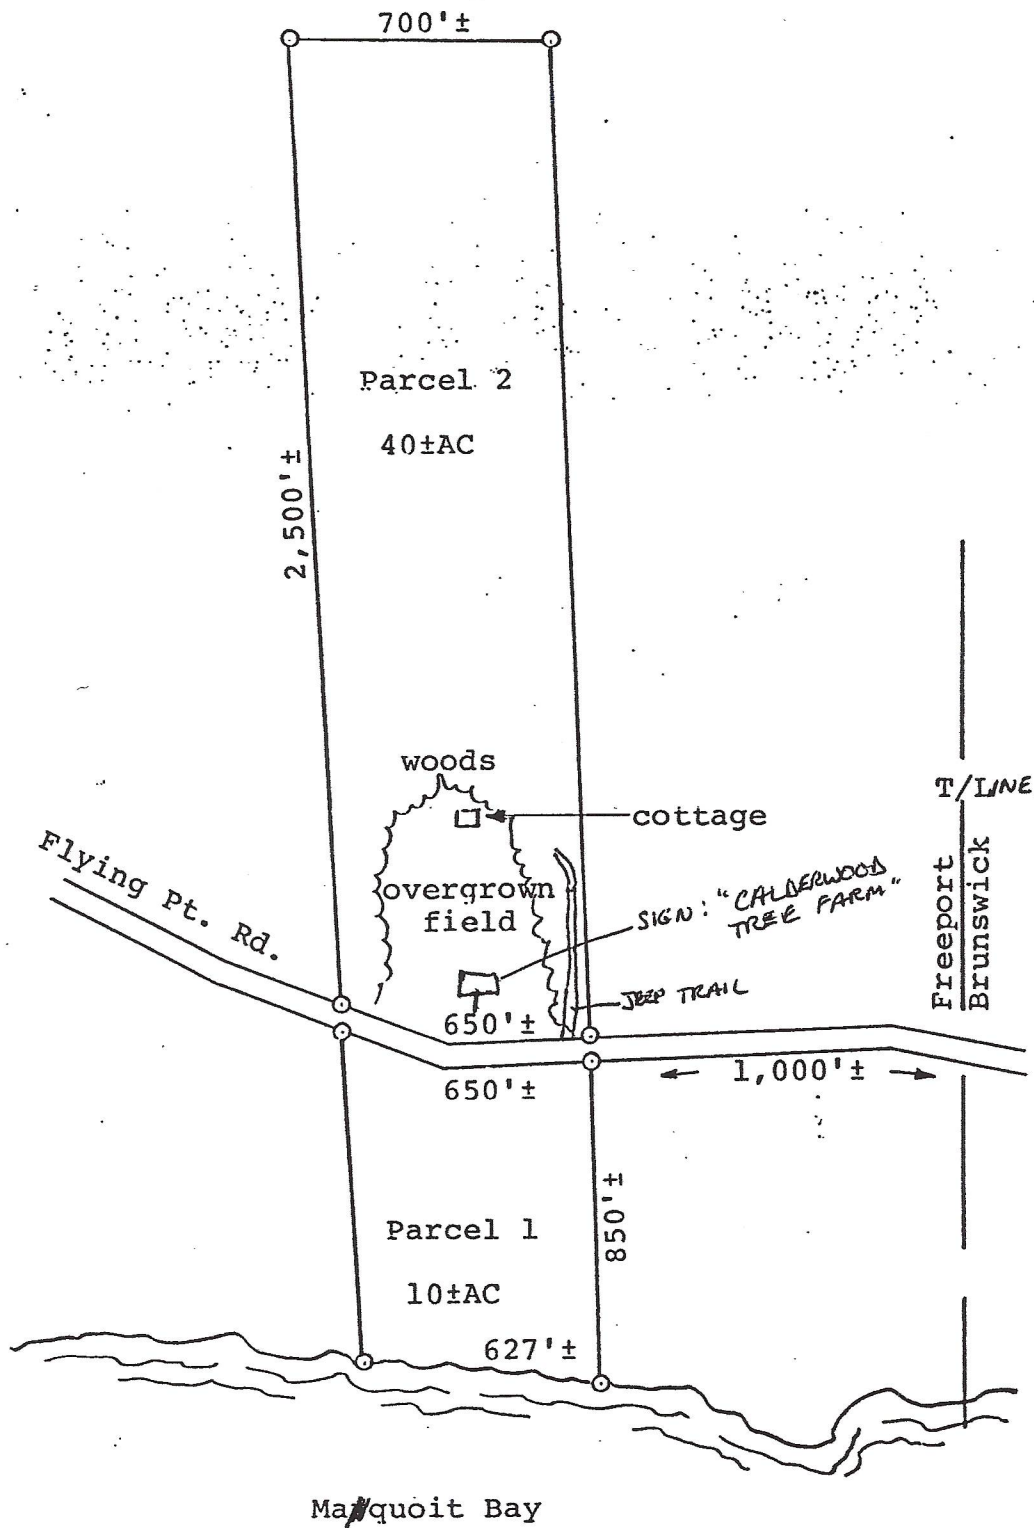 700'±
Parcel 2
40±AC
2,500'±
woods
T/LINE
cottage
Flying Pt. Rd.
overgrown
field
SIGN: "CALDERWOOD
TREE FARM"
Freeport
Brunswick
JEEP TRAIL
650'±
650'±
1,000'±
850'±
Parcel 1
10±AC
627'±
Maquoit Bay